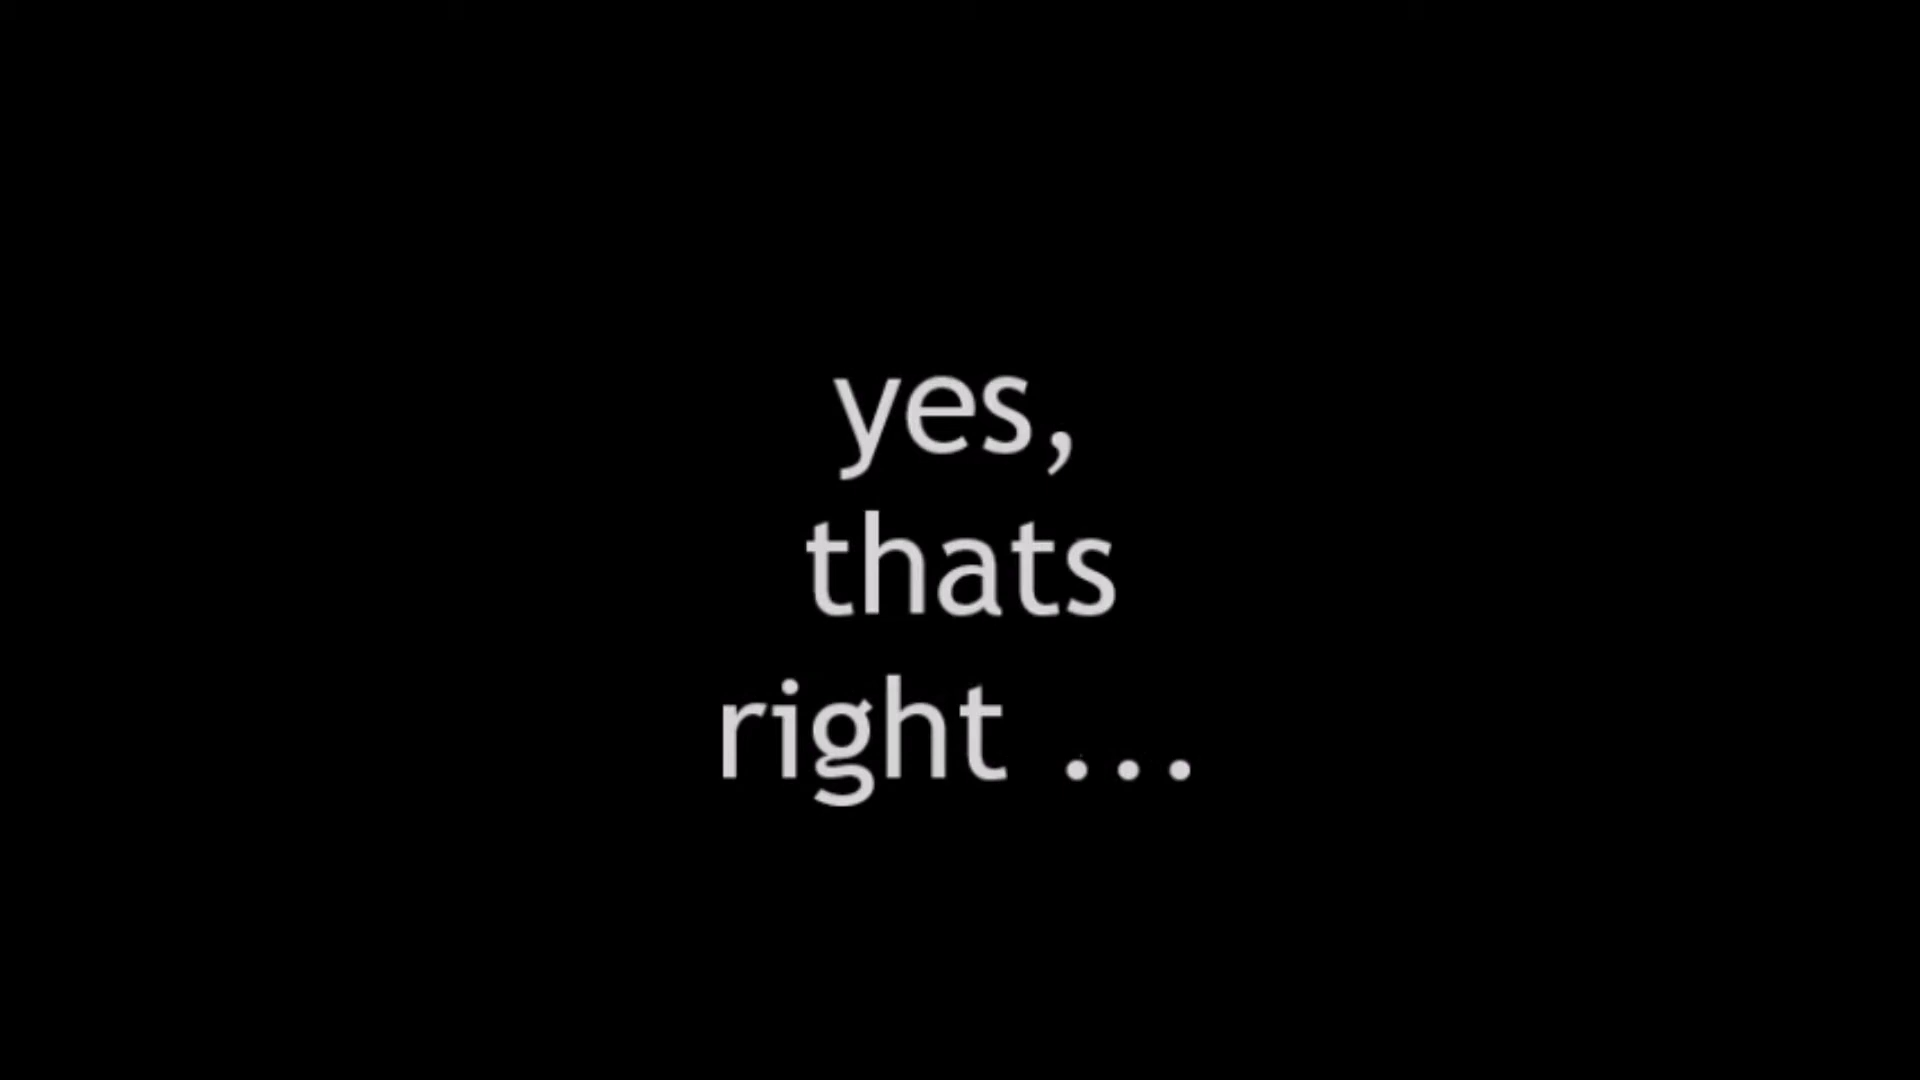 yes,
thats
right ...